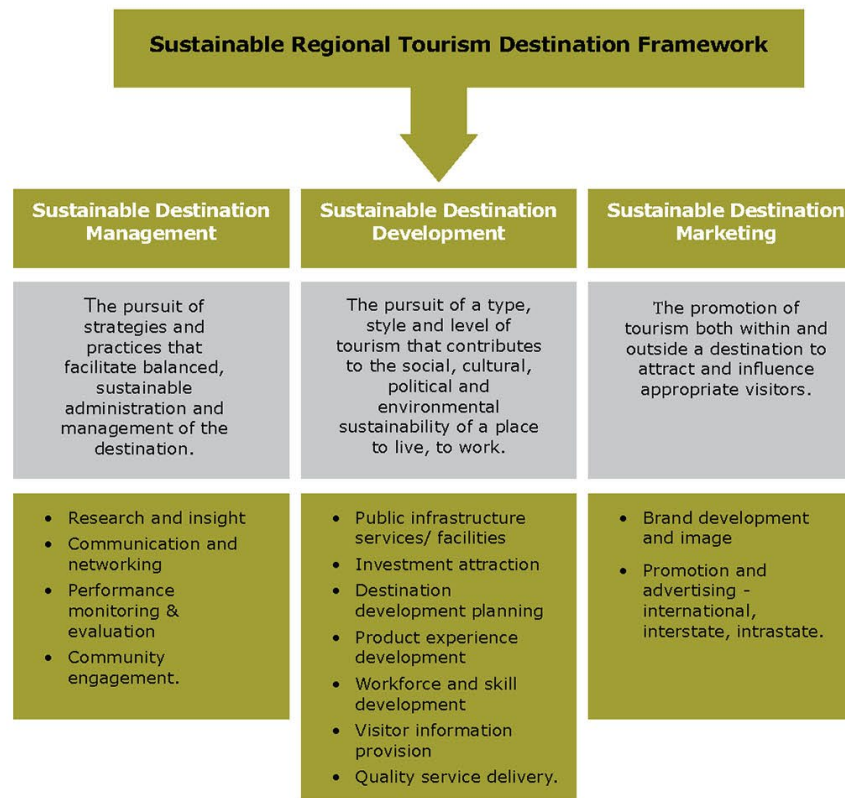 Sustainable Regional Tourism Destination Framework
Sustainable Destination
Management
The pursuit of
strategies and
practices that
facilitate balanced,
sustainable
administration and
management of the
destination.
• Research and insight
• Communication and
networking
• Performance
monitoring &
evaluation
• Community
engagement.
Sustainable Destination
Development
The pursuit of a type,
style and level of
tourism that contributes
to the social, cultural,
political and
environmental
sustainability of a place
to live, to work.
• Public infrastructure
services/ facilities
• Investment attraction
• Destination
development planning
• Product experience
development
• Workforce and skill
development
• Visitor information
provision
• Quality service delivery.
Sustainable Destination
Marketing
The promotion of
tourism both within and
outside a destination to
attract and influence
appropriate visitors.
• Brand development
and image
• Promotion and
advertising -
international,
interstate, intrastate.